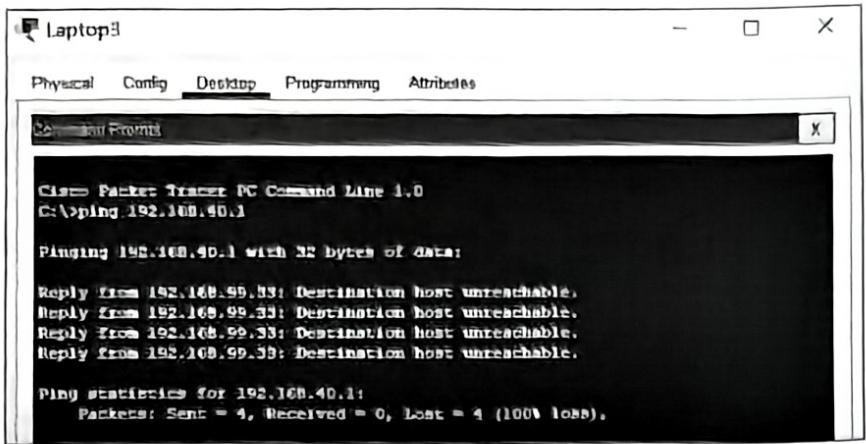 Laptop3
Physical Config Desktop Programming Attributes
Command Prompt X
Cisco Packet Tracer PC Command Line 1.0
C:\>ping 192.168.40.1
Pinging 192.168.40.1 with 32 bytes of data:
Reply from 192.168.99.33: Destination host unreachable.
Reply from 192.168.99.33: Destination host unreachable.
Reply from 192.168.99.33: Destination host unreachable.
Reply from 192.168.99.33: Destination host unreachable.
Ping statistics for 192.168.40.1:
Packets: Sent = 4, Received = 0, Lost = 4 (100% loss),